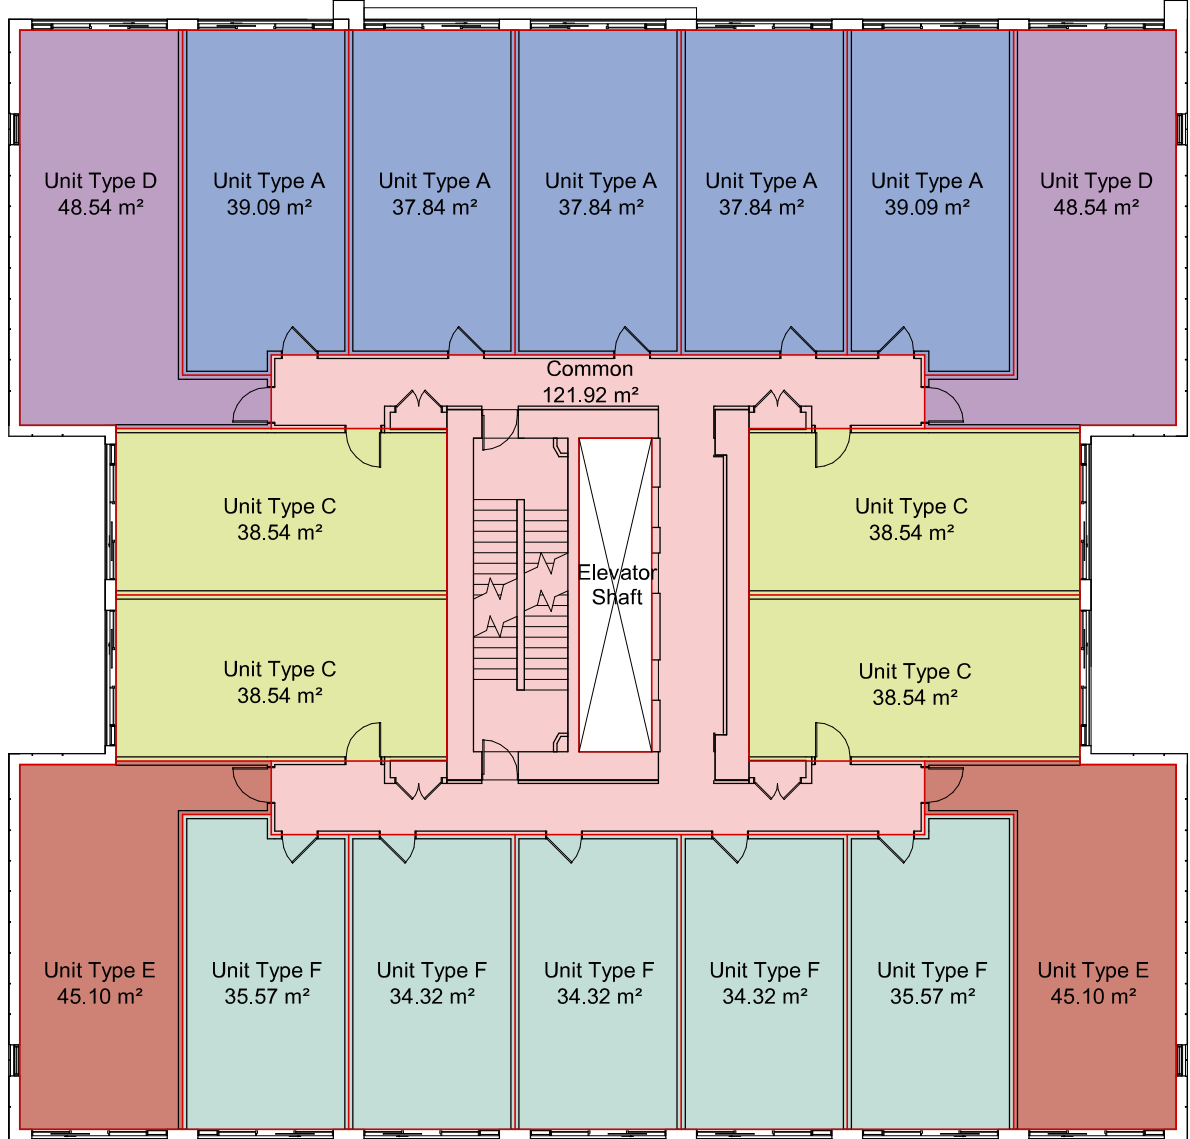 Unit Type D
48.54 m²
Unit Type A
39.09 m²
Unit Type A
37.84 m²
Unit Type A
37.84 m²
Unit Type A
37.84 m²
Unit Type A
39.09 m²
Unit Type D
48.54 m²
Common
121.92 m²
Unit Type C
38.54 m²
Unit Type C
38.54 m²
Elevator
Shaft
Unit Type C
38.54 m²
Unit Type C
38.54 m²
Unit Type E
45.10 m²
Unit Type F
35.57 m²
Unit Type F
34.32 m²
Unit Type F
34.32 m²
Unit Type F
34.32 m²
Unit Type F
35.57 m²
Unit Type E
45.10 m²